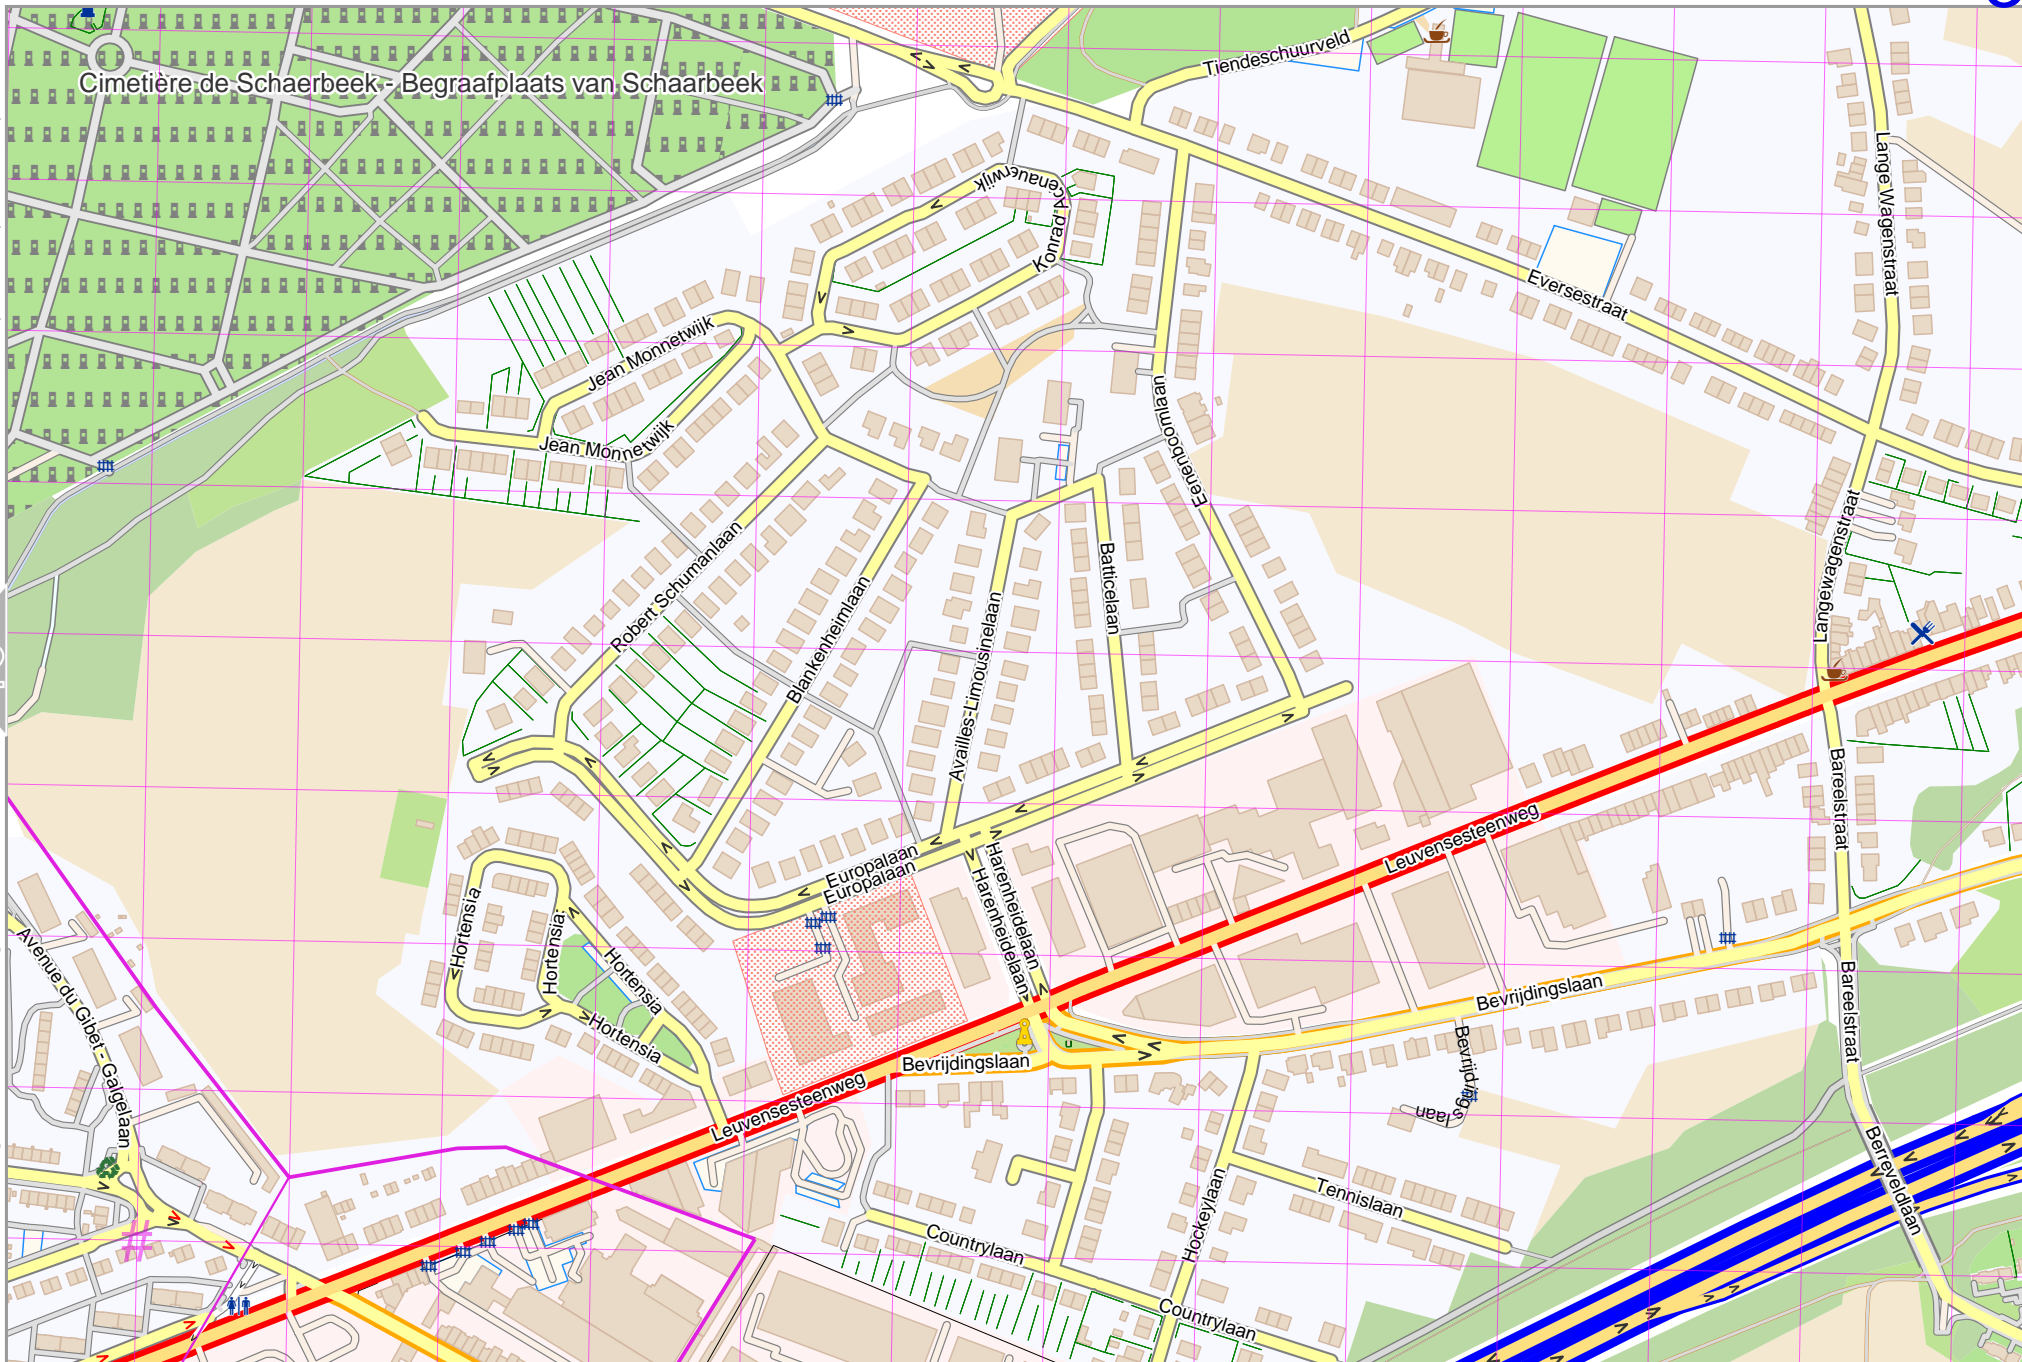 Cimetière de Schaerbeek - Begraafplaats van Schaarbeek
Tiendeschuurveld
Lange Wagenstraat
Konrad Adenauerwijk
Eversestraat
Jean Monnetwijk
Jean Monnetwijk
Eenenboomlaan
Robert Schumanlaan
Blankenheimlaan
Availles-Limousinelaan
Batticelaan
Langewagenstraat
Bareelstraat
Leuvensesteenweg
Europalaan
Europalaan
Harenheidelaan
Harenheidelaan
Hortensia
Hortensia
Hortensia
Hortensia
Avenue du Gibet - Galgelaan
Bevrijdingslaan
Bevrijdingslaan
Bevrijdingslaan
Bareelstraat
Leuvensesteenweg
Berreveldlaan
Tennislaan
Hockeylaan
Countrylaan
Countrylaan